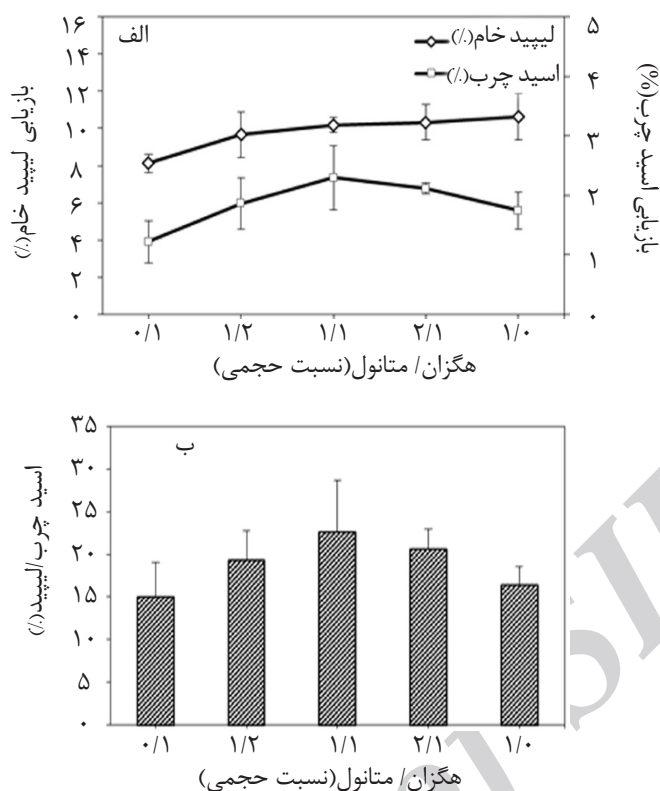 الف
لیپید خام(٪)
اسید چرب(٪)
بازیابی لیپید خام(٪)
۱۶
۱۴
۱۲
۱۰
۸
۶
۴
۲
۰
بازیابی اسید چرب(%)
۵
۴
۳
۲
۱
۰
۰/۱ ۱/۲ ۱/۱ ۲/۱ ۱/۰
هگزان/ متانول(نسبت حجمی)
ب
اسید چرب/لیپید(٪)
۳۵
۳۰
۲۵
۲۰
۱۵
۱۰
۵
۰
۰/۱ ۱/۲ ۱/۱ ۲/۱ ۱/۰
هگزان/ متانول(نسبت حجمی)